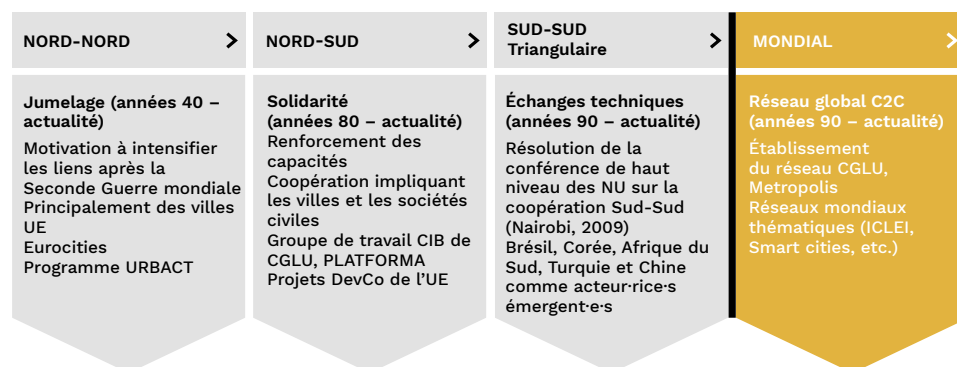 NORD-NORD
Jumelage (années 40 –
actualité)
Motivation à intensifier
les liens après la
Seconde Guerre mondiale
Principalement des villes
UE
Eurocities
Programme URBACT
NORD-SUD
Solidarité
(années 80 – actualité)
Renforcement des
capacités
Coopération impliquant
les villes et les sociétés
civiles
Groupe de travail CIB de
CGLU, PLATFORMA
Projets DevCo de l’UE
SUD-SUD
Triangulaire
Échanges techniques
(années 90 – actualité)
Résolution de la
conférence de haut
niveau des NU sur la
coopération Sud-Sud
(Nairobi, 2009)
Brésil, Corée, Afrique du
Sud, Turquie et Chine
comme acteur·rice·s
émergent·e·s
MONDIAL
Réseau global C2C
(années 90 – actualité)
Établissement
du réseau CGLU,
Metropolis
Réseaux mondiaux
thématiques (ICLEI,
Smart cities, etc.)